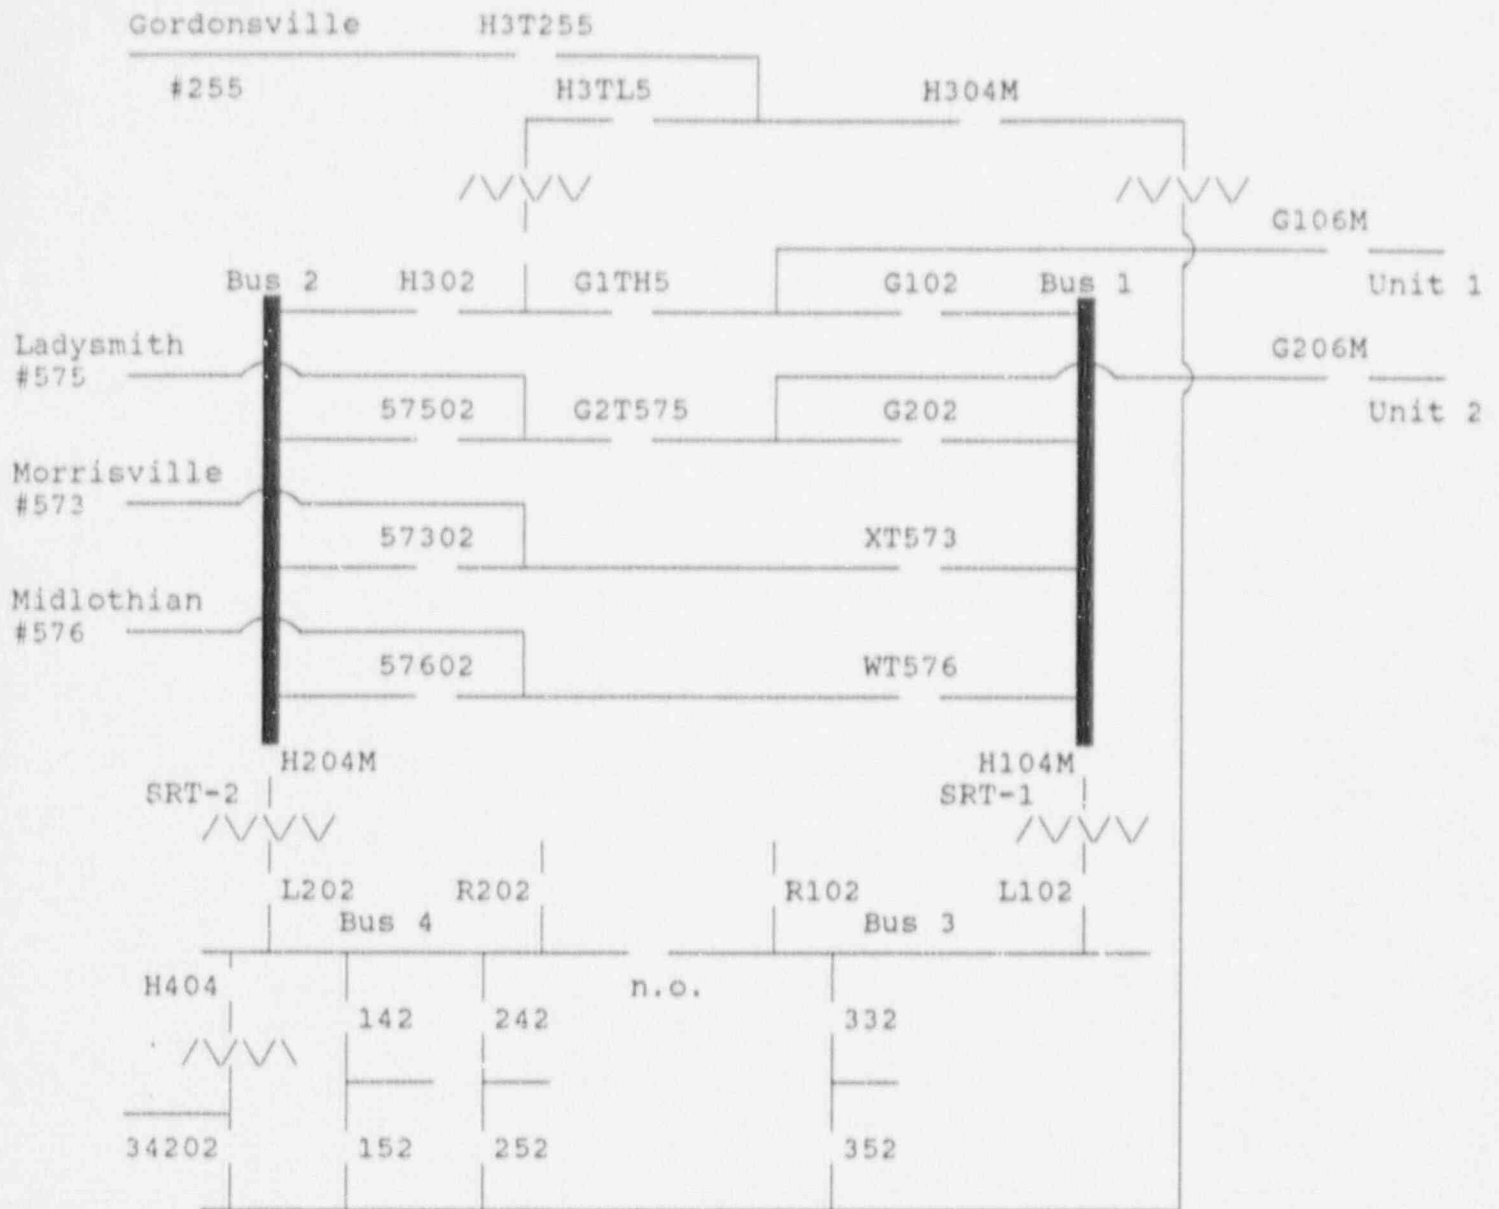 Gordonsville H3T255
#255 H3TL5 H304M
G106M
Bus 2 H302 G1TH5 G102 Bus 1 Unit 1
Ladysmith G206M
#575
57502 G2T575 G202 Unit 2
Morrisville
#573
57302 XT573
Midlothian
#576
57602 WT576
H204M H104M
SRT-2 SRT-1
L202 R202 R102 L102
Bus 4 Bus 3
H404 n.o.
142 242 332
34202 152 252 352